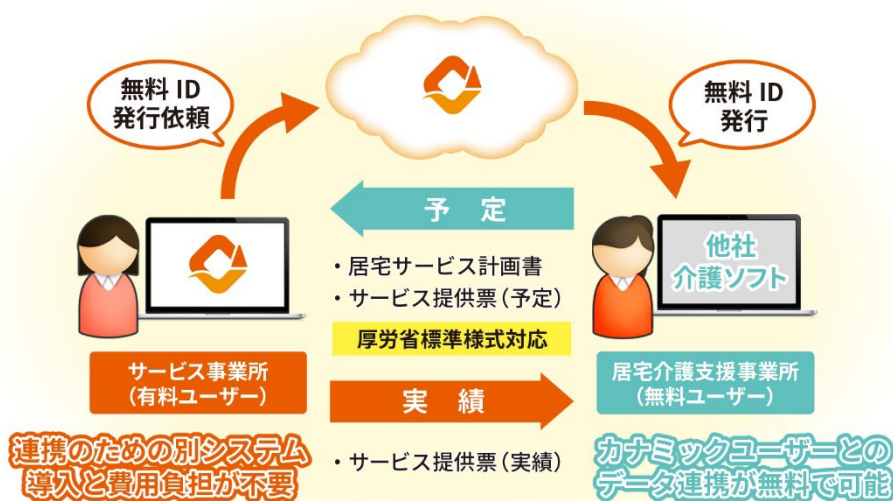 無料 ID
発行依頼
無料 ID
発行
予 定
・居宅サービス計画書
・サービス提供票（予定）
厚労省標準様式対応
他社
介護ソフト
サービス事業所
（有料ユーザー）
居宅介護支援事業所
（無料ユーザー）
実 績
・サービス提供票（実績）
連携のための別システム
導入と費用負担が不要
カナミックユーザーとの
データ連携が無料で可能